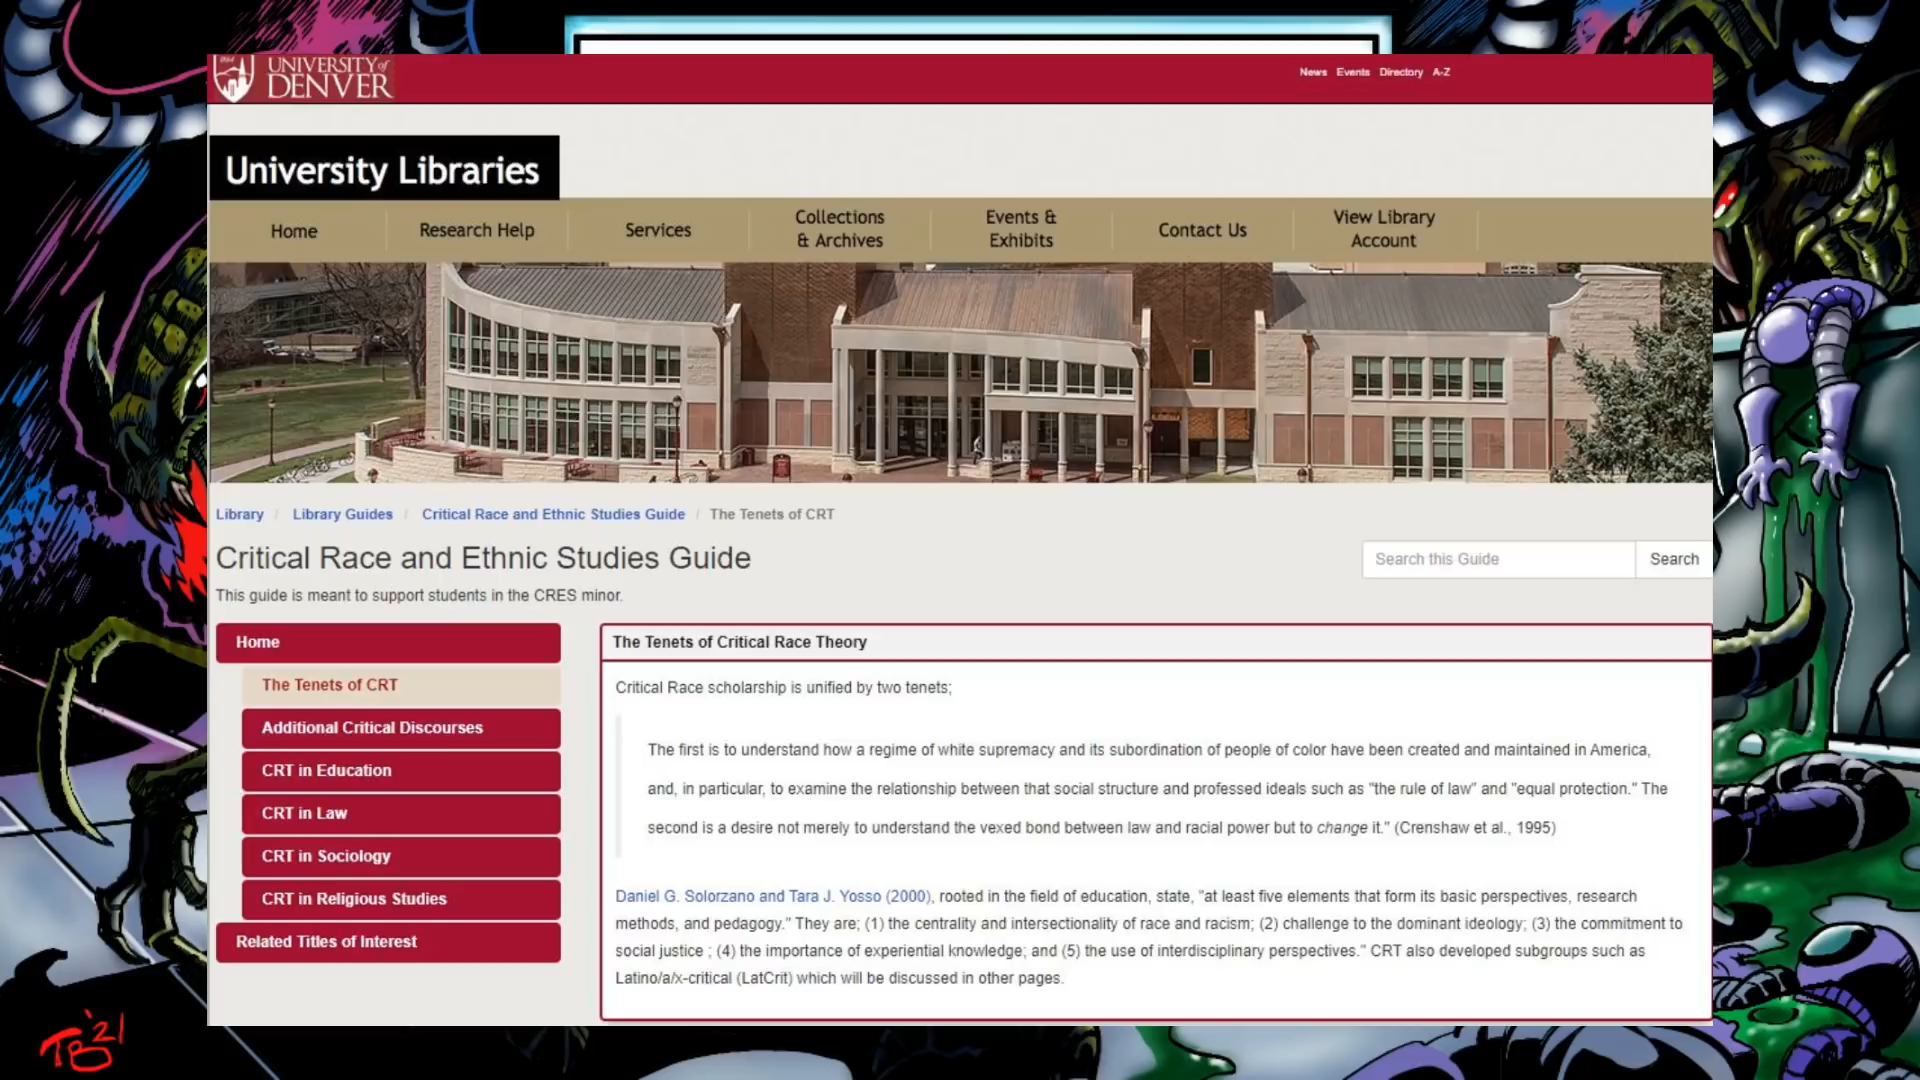 UNIVERSITY of
DENVER
News Events Directory A-Z
University Libraries
Home
Research Help
Services
Collections
& Archives
Events &
Exhibits
Contact Us
View Library
Account
Library / Library Guides / Critical Race and Ethnic Studies Guide / The Tenets of CRT
Critical Race and Ethnic Studies Guide
Search this Guide
Search
This guide is meant to support students in the CRES minor.
Home
The Tenets of CRT
Additional Critical Discourses
CRT in Education
CRT in Law
CRT in Sociology
CRT in Religious Studies
Related Titles of Interest
The Tenets of Critical Race Theory
Critical Race scholarship is unified by two tenets;
The first is to understand how a regime of white supremacy and its subordination of people of color have been created and maintained in America,
and, in particular, to examine the relationship between that social structure and professed ideals such as "the rule of law" and "equal protection." The
second is a desire not merely to understand the vexed bond between law and racial power but to change it." (Crenshaw et al., 1995)
Daniel G. Solorzano and Tara J. Yosso (2000), rooted in the field of education, state, "at least five elements that form its basic perspectives, research
methods, and pedagogy." They are; (1) the centrality and intersectionality of race and racism; (2) challenge to the dominant ideology; (3) the commitment to
social justice ; (4) the importance of experiential knowledge; and (5) the use of interdisciplinary perspectives." CRT also developed subgroups such as
Latino/a/x-critical (LatCrit) which will be discussed in other pages.
TB '21